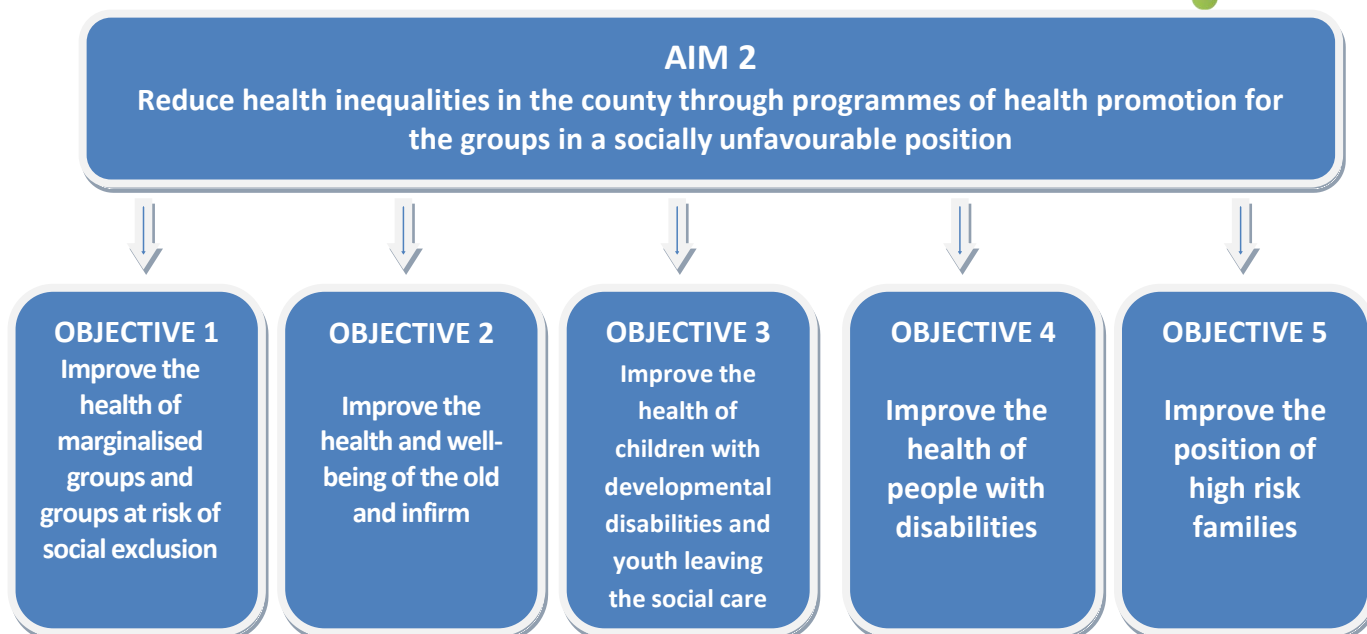 AIM 2
Reduce health inequalities in the county through programmes of health promotion for
the groups in a socially unfavourable position
OBJECTIVE 1
Improve the
health of
marginalised
groups and
groups at risk of
social exclusion
OBJECTIVE 2
Improve the
health and well-
being of the old
and infirm
OBJECTIVE 3
Improve the
health of
children with
developmental
disabilities and
youth leaving
the social care
OBJECTIVE 4
Improve the
health of
people with
disabilities
OBJECTIVE 5
Improve the
position of
high risk
families